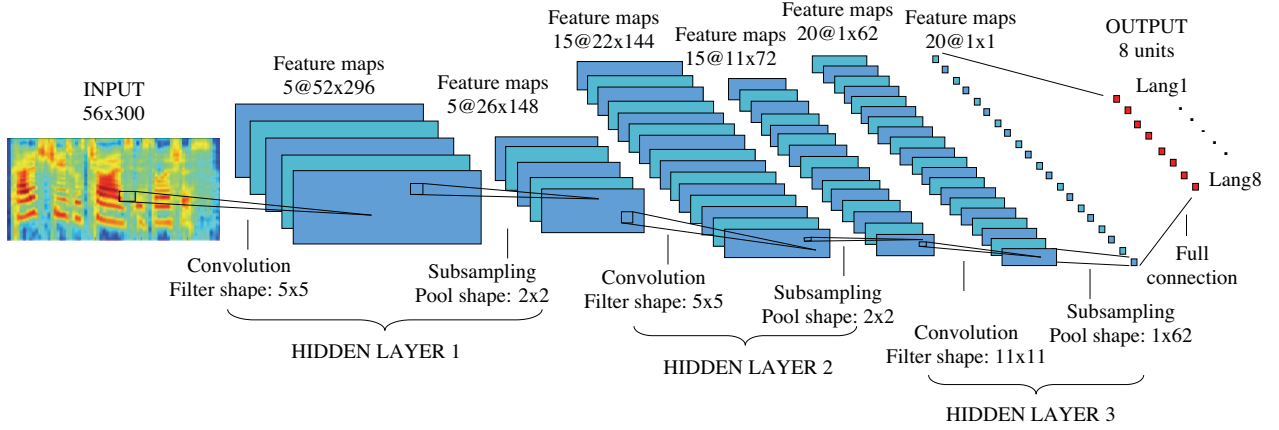 INPUT
56x300
Feature maps
5@52x296
Feature maps
5@26x148
Feature maps
15@22x144
Feature maps
15@11x72
Feature maps
20@1x62
Feature maps
20@1x1
OUTPUT
8 units
Lang1
Lang8
Convolution
Filter shape: 5x5
Subsampling
Pool shape: 2x2
Convolution
Filter shape: 5x5
Subsampling
Pool shape: 2x2
Convolution
Filter shape: 11x11
Subsampling
Pool shape: 1x62
Full
connection
HIDDEN LAYER 1
HIDDEN LAYER 2
HIDDEN LAYER 3